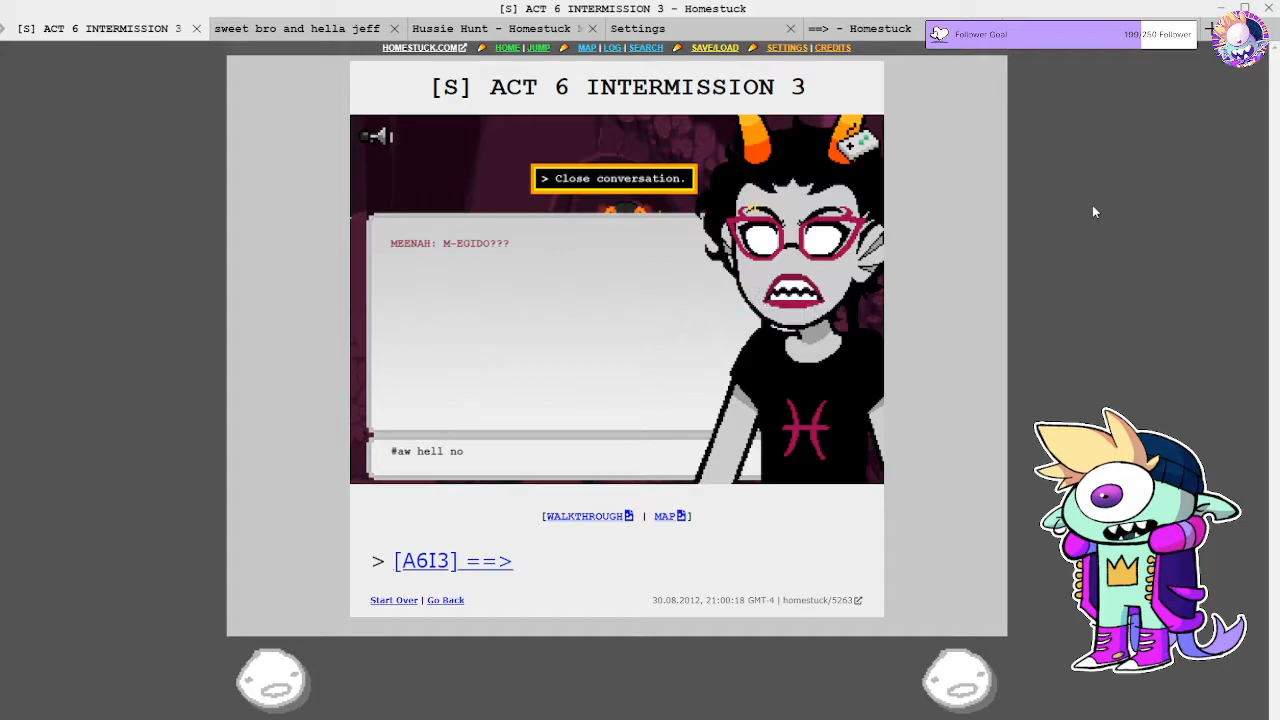 [S] ACT 6 INTERMISSION 3 - Homestuck
[S] ACT 6 INTERMISSION 3
sweet bro and hella jeff
Hussie Hunt - Homestuck
Settings
==> - Homestuck
Follower Goal
199/250 Follower
HOMESTUCK.COM HOME | JUMP MAP | LOG | SEARCH SAVE/LOAD SETTINGS | CREDITS
[S] ACT 6 INTERMISSION 3
> Close conversation.
MEENAH: M-EGIDO???
#aw hell no
[WALKTHROUGH | MAP]
> [A6I3] ==>
Start Over | Go Back
30.08.2012, 21:00:18 GMT-4 | homestuck/5263